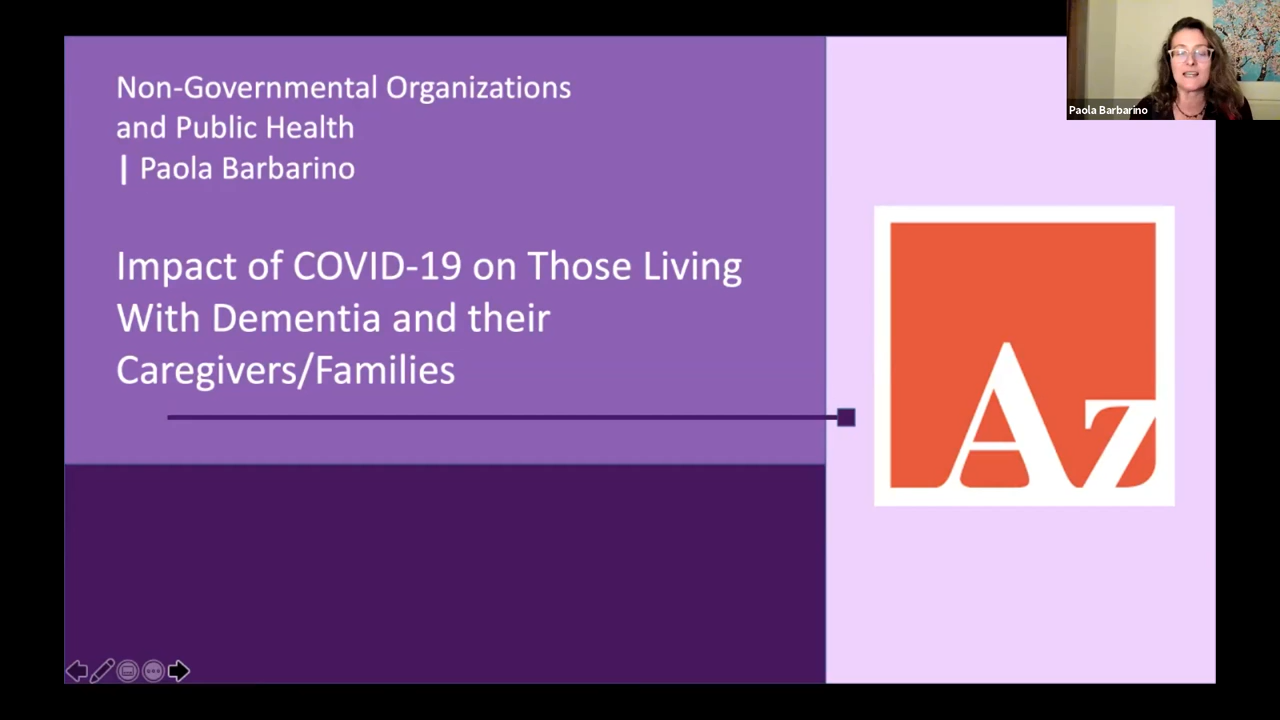 Non-Governmental Organizations
and Public Health
| Paola Barbarino
Impact of COVID-19 on Those Living
With Dementia and their
Caregivers/Families
Az
Paola Barbarino